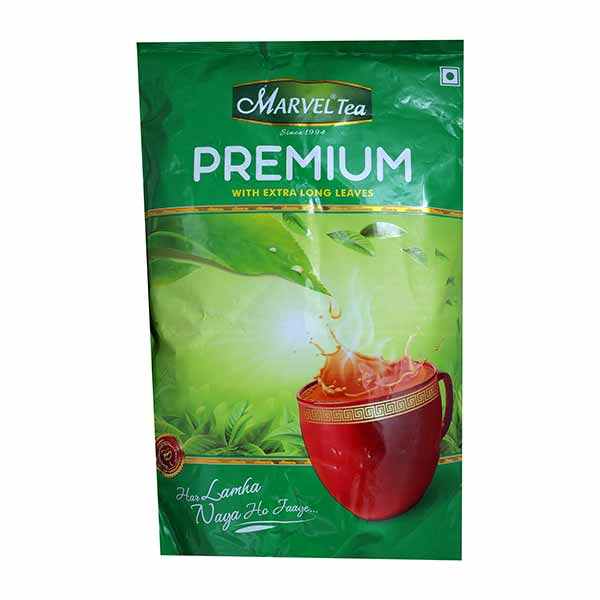 MARVEL® Tea
Since 1994
PREMIUM
WITH EXTRA LONG LEAVES
Har Lamha
Naya Ho Jaaye...